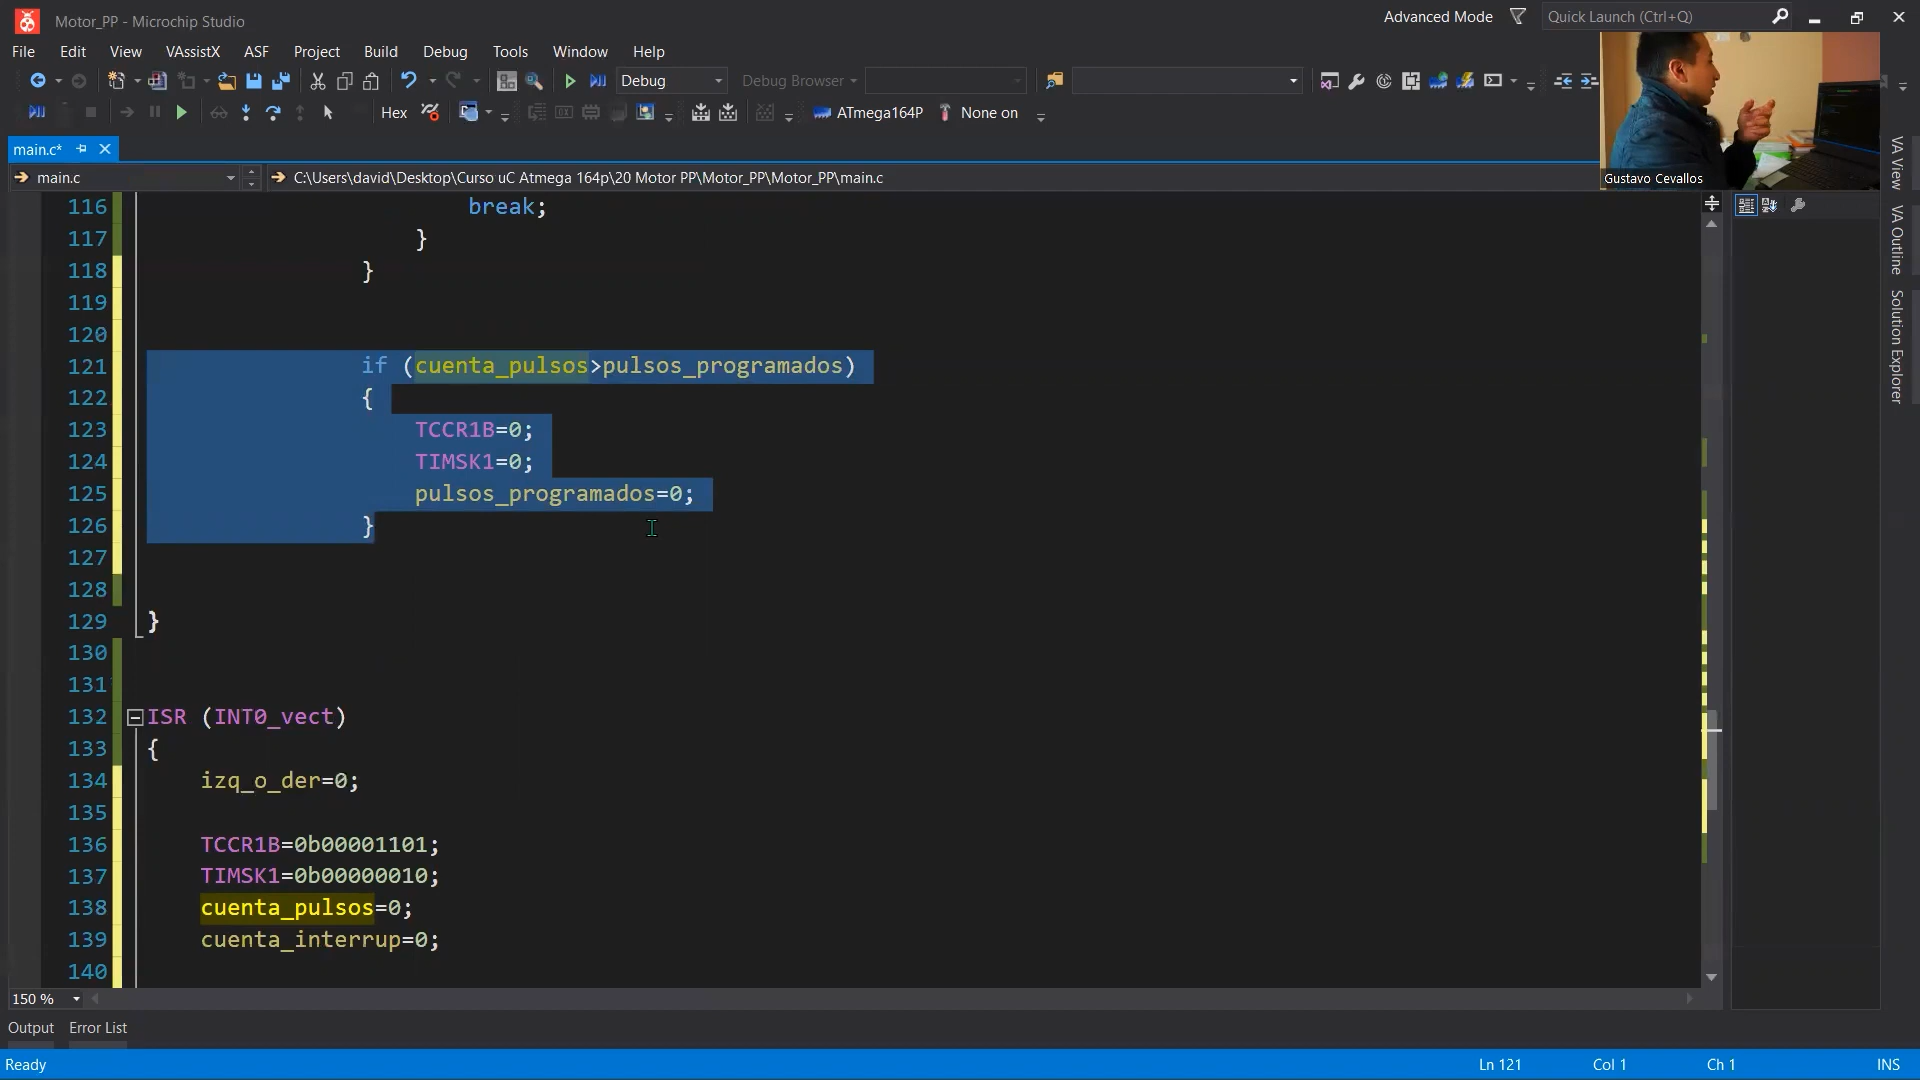 Motor_PP - Microchip Studio
Advanced Mode
Quick Launch (Ctrl+Q)
File Edit View VAssistX ASF Project Build Debug Tools Window Help
Debug
Debug Browser
Hex
ATmega164P
None on
main.c*
main.c
C:\Users\david\Desktop\Curso uC Atmega 164p\20 Motor PP\Motor_PP\Motor_PP\main.c
Gustavo Cevallos
VA View
VA Outline
Solution Explorer
116 break;
117 }
118 }
119
120
121 if (cuenta_pulsos>pulsos_programados)
122 {
123 TCCR1B=0;
124 TIMSK1=0;
125 pulsos_programados=0;
126 }
127
128
129 }
130
131
132 ISR (INT0_vect)
133 {
134 izq_o_der=0;
135
136 TCCR1B=0b00001101;
137 TIMSK1=0b00000010;
138 cuenta_pulsos=0;
139 cuenta_interrup=0;
140
150 %
Output Error List
Ready
Ln 121 Col 1 Ch 1 INS